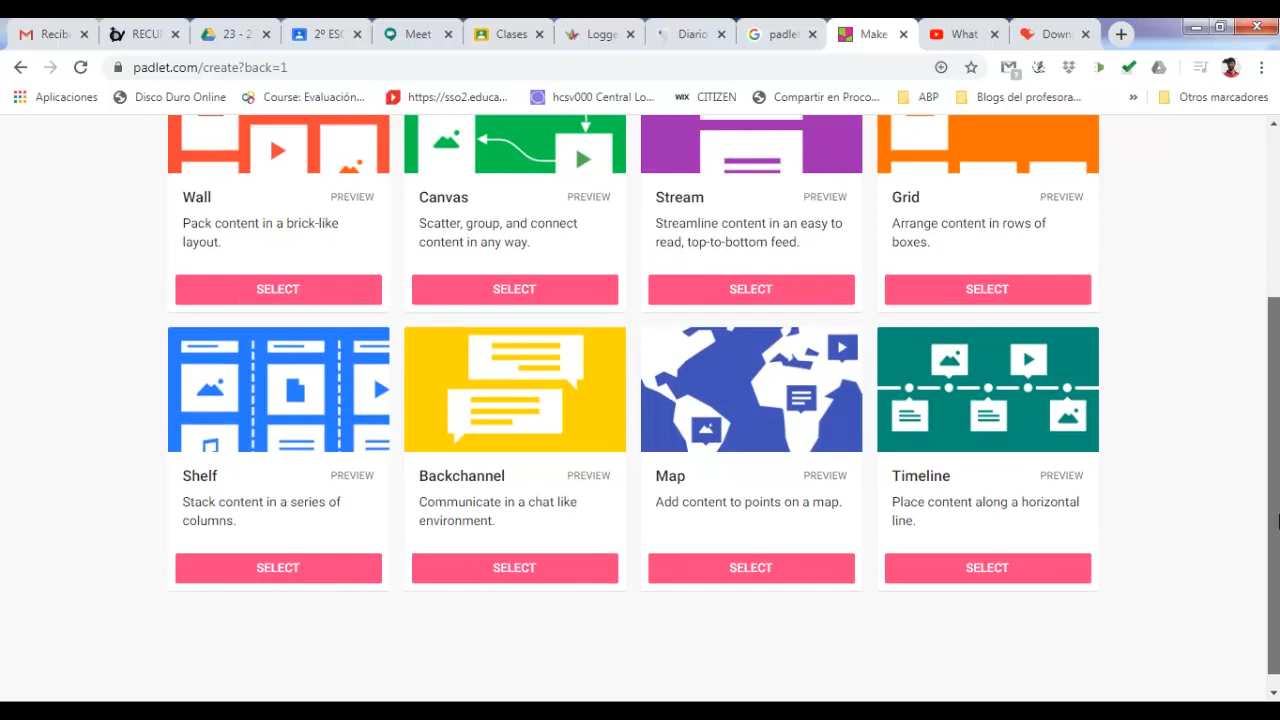 Recib
RECUI
23 - 2
2º ESC
Meet
Clases
Logge
Diario
padlet
Make
What
Down
padlet.com/create?back=1
7
Aplicaciones
Disco Duro Online
Course: Evaluación...
https://sso2.educa...
hcsv000 Central Lo...
WIX CITIZEN
Compartir en Proco...
ABP
Blogs del profesora...
»
Otros marcadores
Wall PREVIEW
Pack content in a brick-like
layout.
SELECT
Canvas PREVIEW
Scatter, group, and connect
content in any way.
SELECT
Stream PREVIEW
Streamline content in an easy to
read, top-to-bottom feed.
SELECT
Grid PREVIEW
Arrange content in rows of
boxes.
SELECT
Shelf PREVIEW
Stack content in a series of
columns.
SELECT
Backchannel PREVIEW
Communicate in a chat like
environment.
SELECT
Map PREVIEW
Add content to points on a map.
SELECT
Timeline PREVIEW
Place content along a horizontal
line.
SELECT